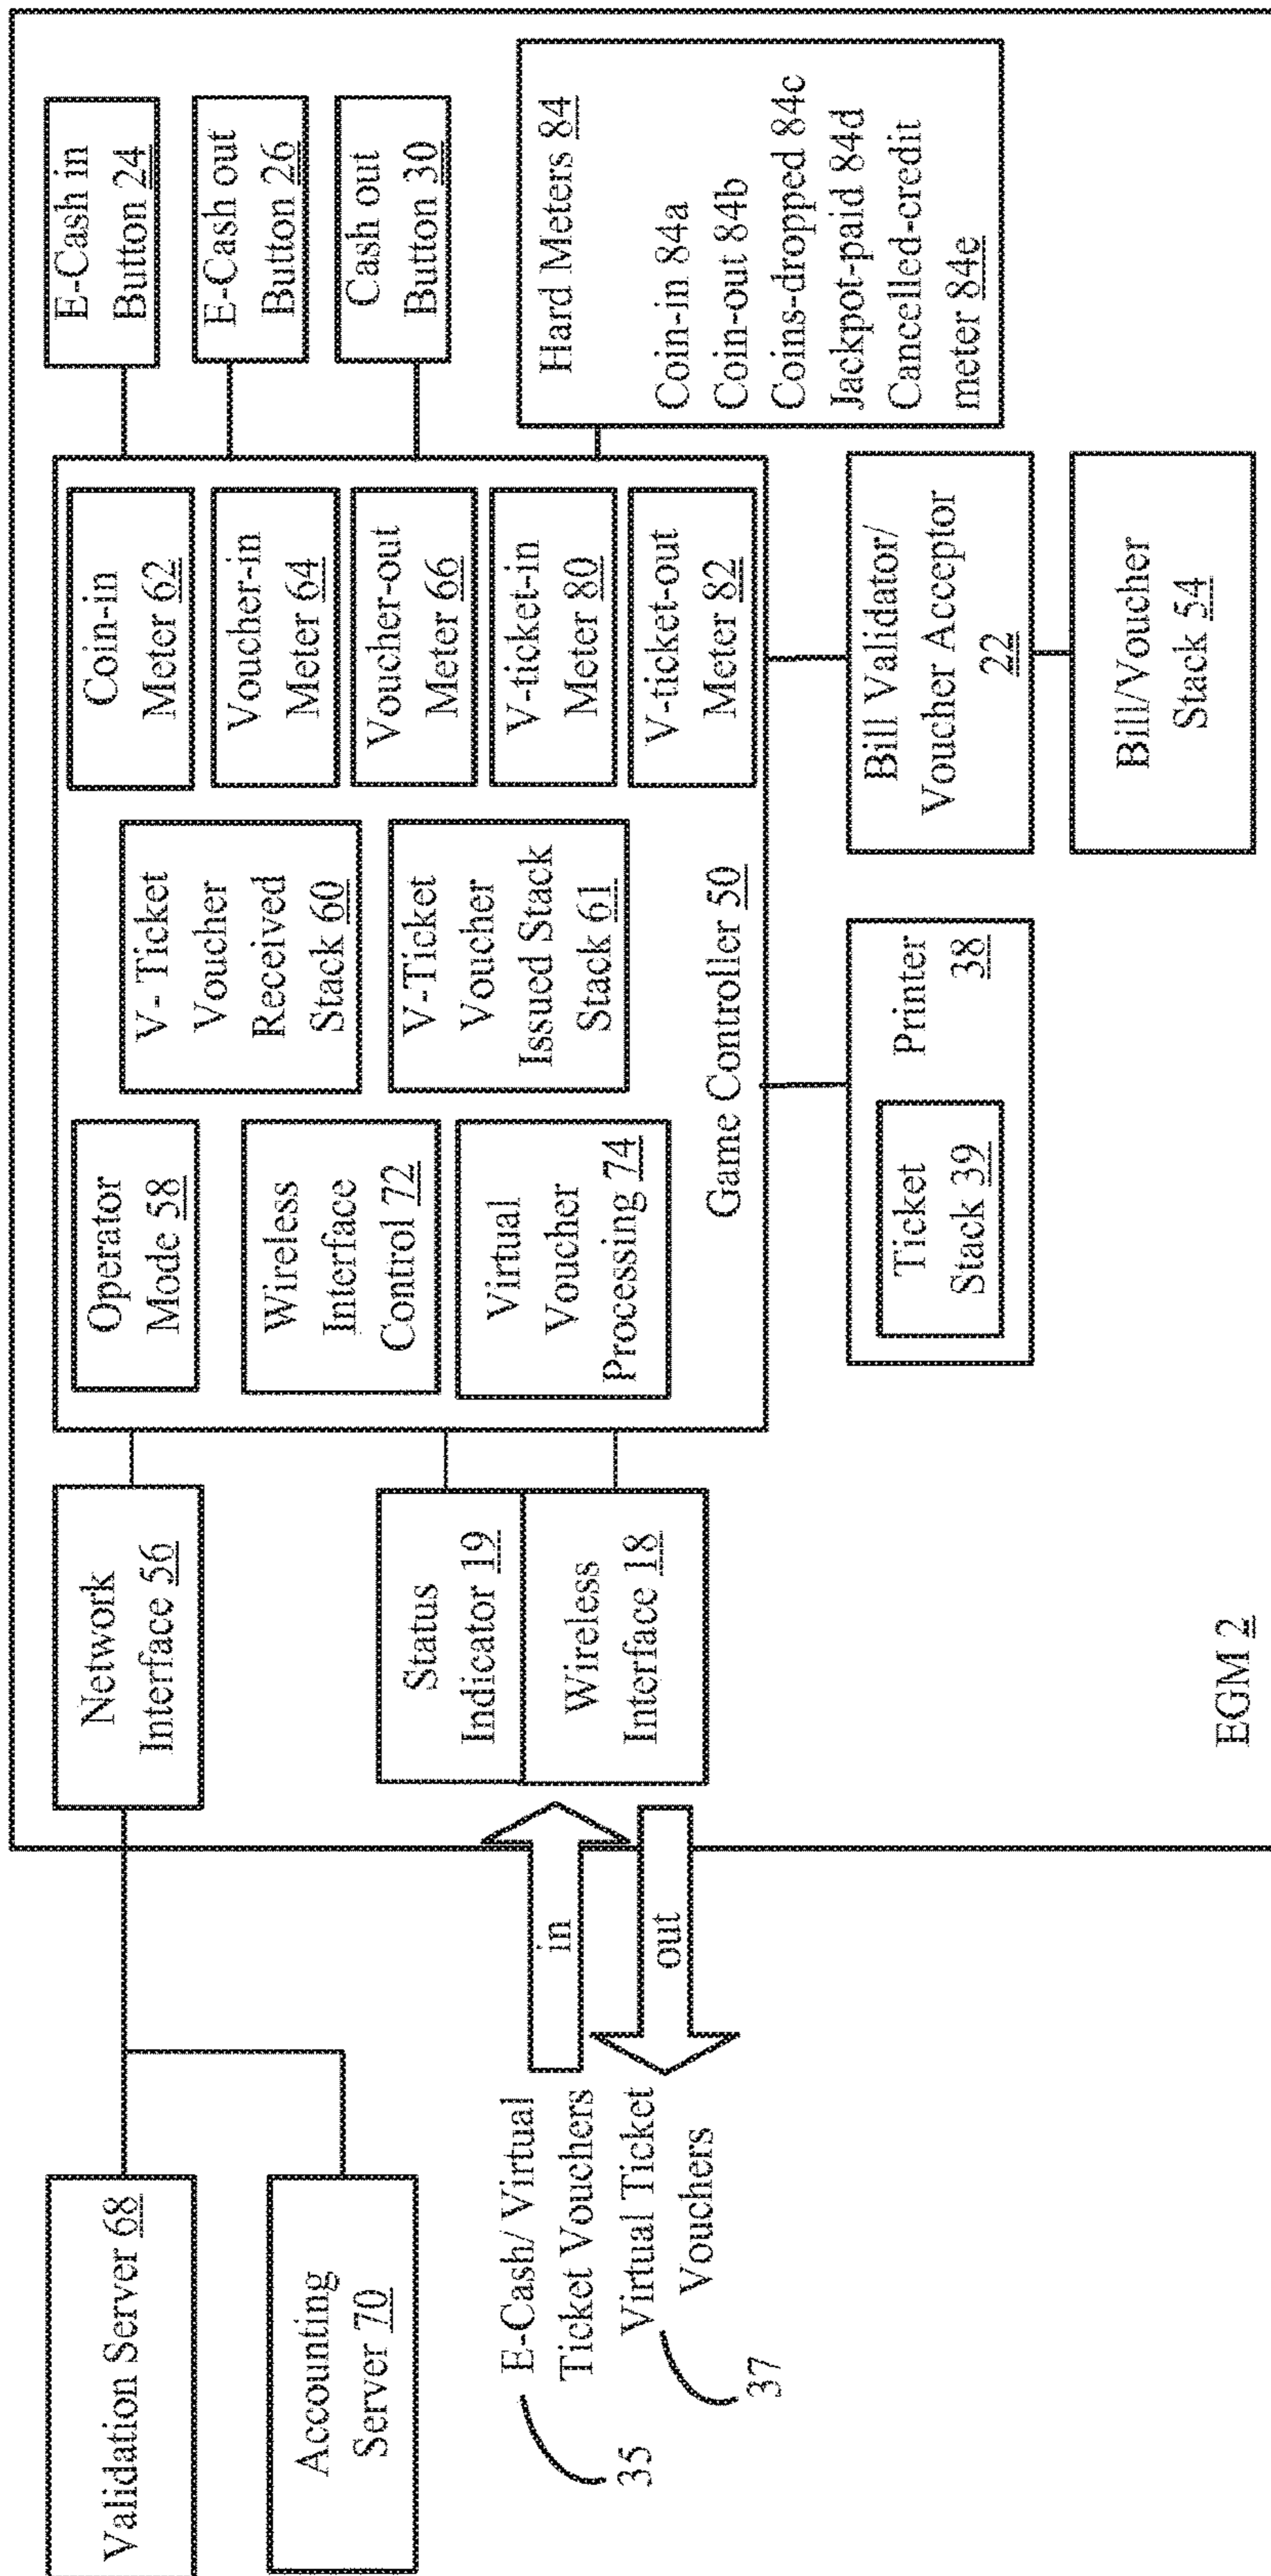 Validation Server 68
Accounting
Server 70
E-Cash/ Virtual
Ticket Vouchers
Virtual Ticket
Vouchers
35
37
in
out
Network
Interface 56
Status
Indicator 19
Wireless
Interface 18
EGM 2
Operator
Mode 58
Wireless
Interface
Control 72
Virtual
Voucher
Processing 74
V- Ticket
Voucher
Received
Stack 60
V-Ticket
Voucher
Issued Stack
Stack 61
Game Controller 50
Coin-in
Meter 62
Voucher-in
Meter 64
Voucher-out
Meter 66
V-ticket-in
Meter 80
V-ticket-out
Meter 82
Ticket
Stack 39
Printer
38
Bill Validator/
Voucher Acceptor
22
Bill/Voucher
Stack 54
E-Cash in
Button 24
E-Cash out
Button 26
Cash out
Button 30
Hard Meters 84
Coin-in 84a
Coin-out 84b
Coins-dropped 84c
Jackpot-paid 84d
Cancelled-credit
meter 84e